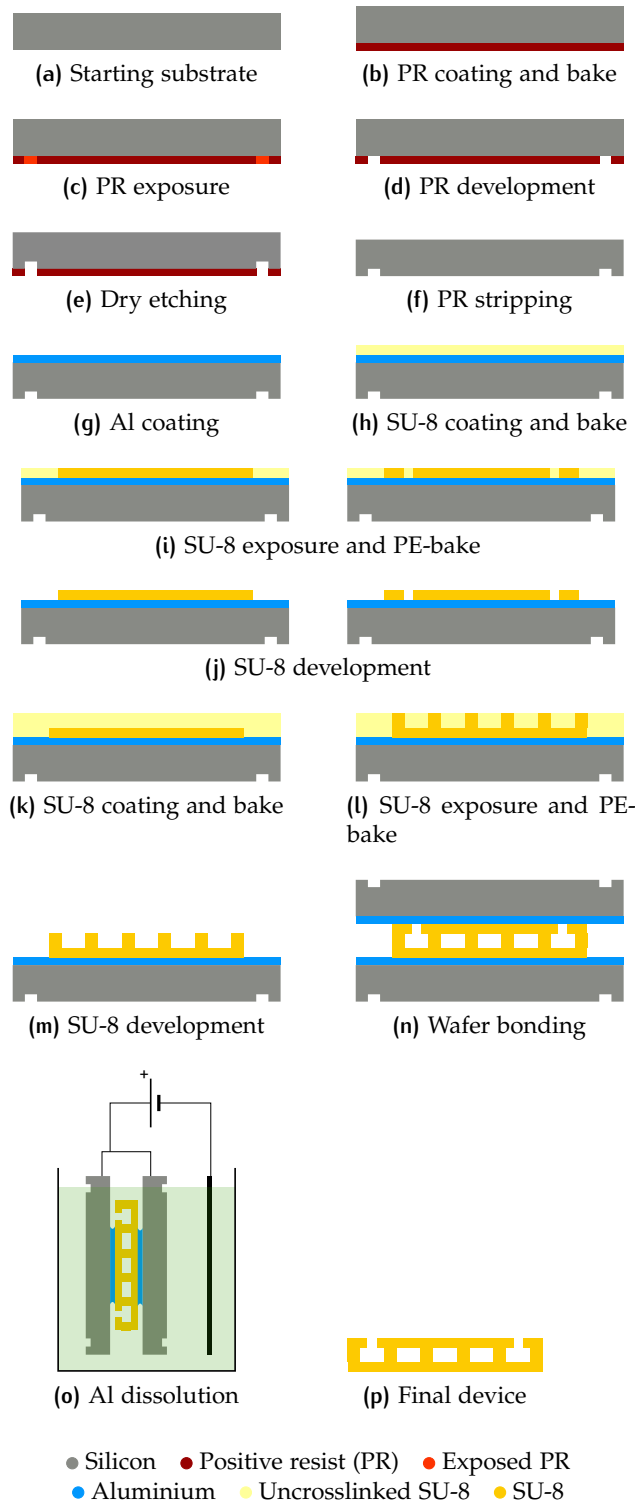 (a) Starting substrate
(b) PR coating and bake
(c) PR exposure
(d) PR development
(e) Dry etching
(f) PR stripping
(g) Al coating
(h) SU-8 coating and bake
(i) SU-8 exposure and PE-bake
(j) SU-8 development
(k) SU-8 coating and bake
(l) SU-8 exposure and PE-
bake
(m) SU-8 development
(n) Wafer bonding
+
(o) Al dissolution
(p) Final device
Silicon Positive resist (PR) Exposed PR
Aluminium Uncrosslinked SU-8 SU-8